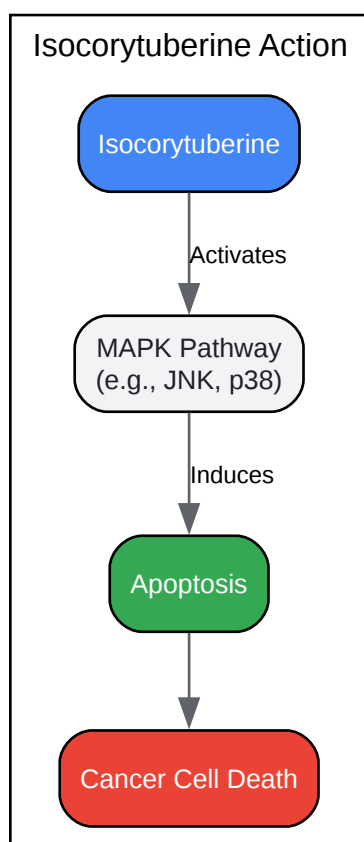 Isocorytuberine Action
Isocorytuberine
Activates
MAPK Pathway
(e.g., JNK, p38)
Induces
Apoptosis
Cancer Cell Death